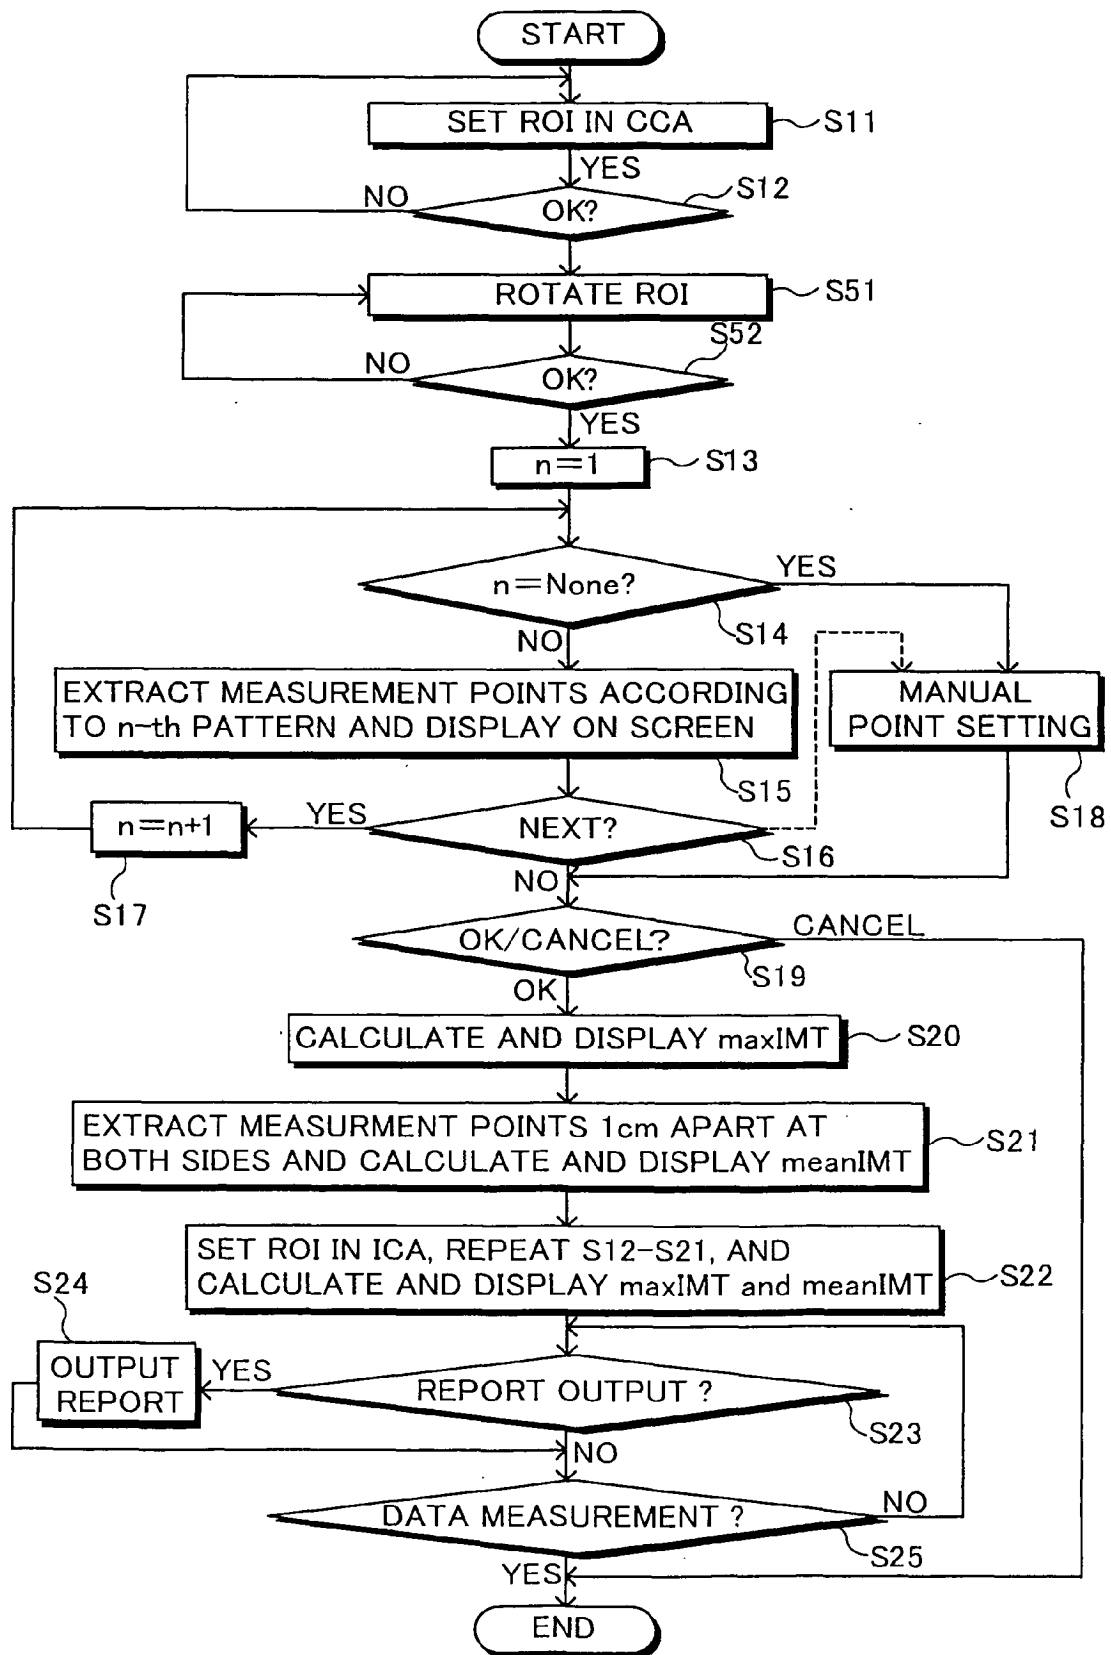 START
SET ROI IN CCA
S11
YES
NO
OK?
S12
ROTATE ROI
S51
S52
NO
OK?
YES
n=1
S13
n=None?
YES
S14
NO
EXTRACT MEASUREMENT POINTS ACCORDING
TO n-th PATTERN AND DISPLAY ON SCREEN
S15
MANUAL
POINT SETTING
S18
NEXT?
S16
YES
n=n+1
S17
NO
OK/CANCEL?
CANCEL
S19
OK
CALCULATE AND DISPLAY maxIMT
S20
EXTRACT MEASURMENT POINTS 1cm APART AT
BOTH SIDES AND CALCULATE AND DISPLAY meanIMT
S21
SET ROI IN ICA, REPEAT S12-S21, AND
CALCULATE AND DISPLAY maxIMT and meanIMT
S22
S24
OUTPUT
REPORT
YES
REPORT OUTPUT ?
S23
NO
DATA MEASUREMENT ?
NO
S25
YES
END